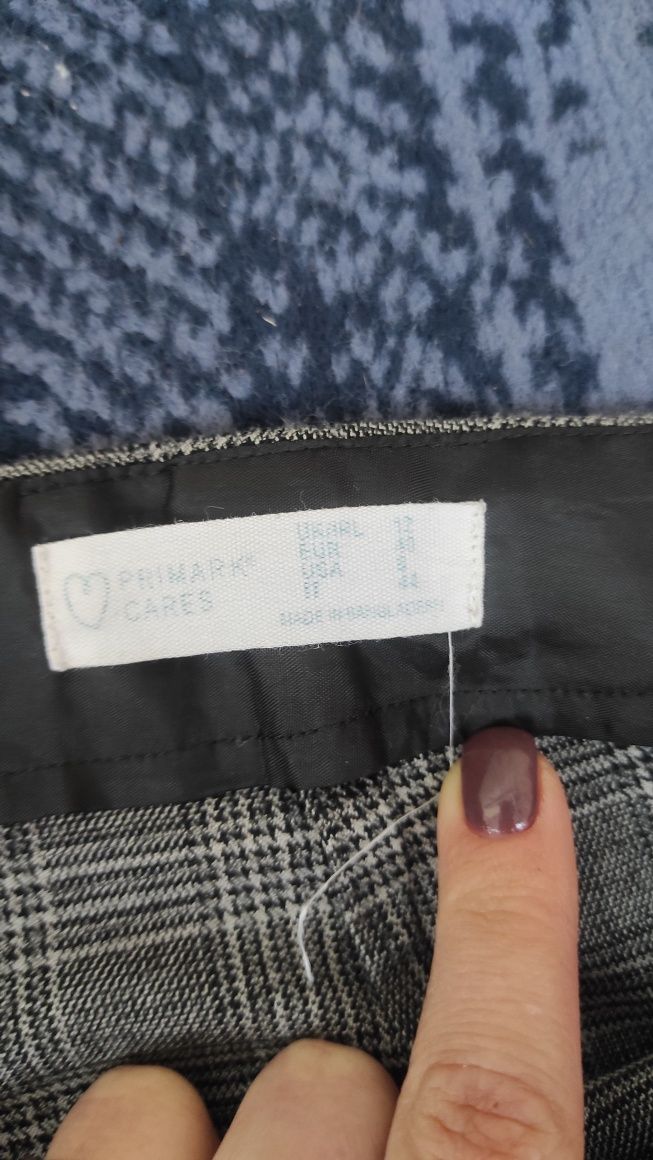 PRIMARK®
CARES
UK/IRL 12
EUR 40
USA 8
IT 44
MADE IN BANGLADESH